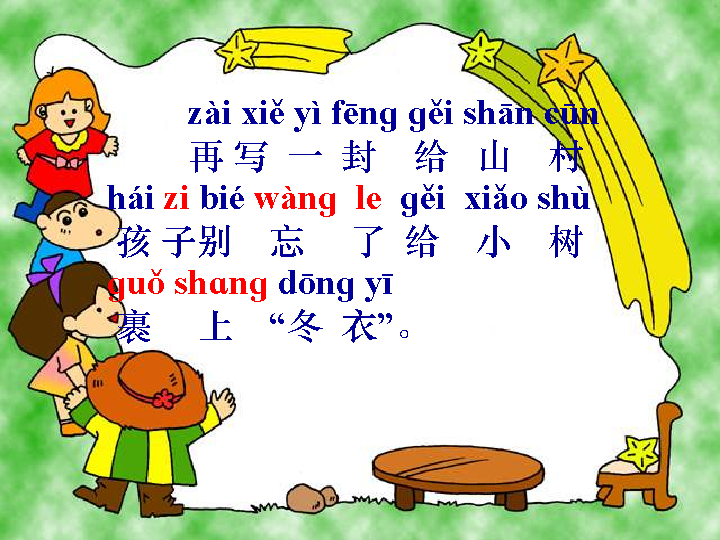 zài xiě yì fēng gěi shān cūn
再 写 一 封 给 山 村
hái zi bié wàng le gěi xiǎo shù
孩 子 别 忘 了 给 小 树
guǒ shang dōng yī
裹 上 “冬 衣”。